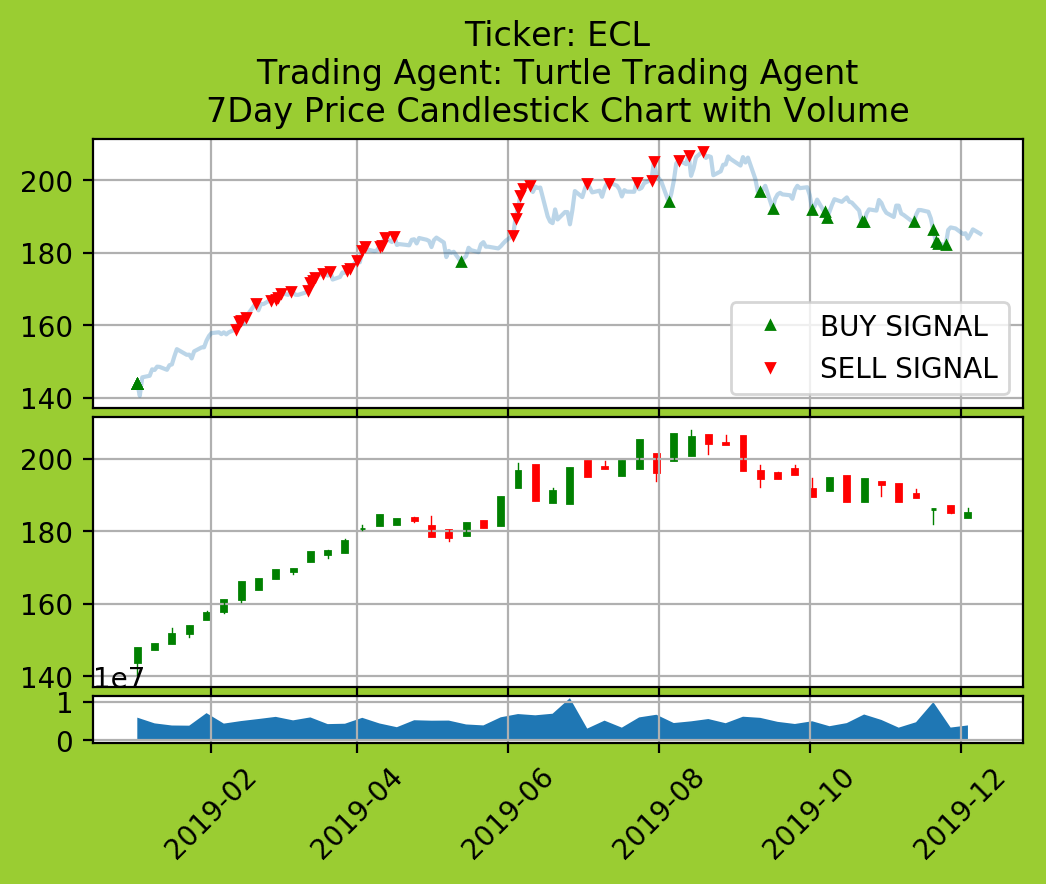 Ticker: ECL
Trading Agent: Turtle Trading Agent
7Day Price Candlestick Chart with Volume
200
180
160
140
BUY SIGNAL
SELL SIGNAL
200
180
160
140
1e7
1
0
2019-02
2019-04
2019-06
2019-08
2019-10
2019-12